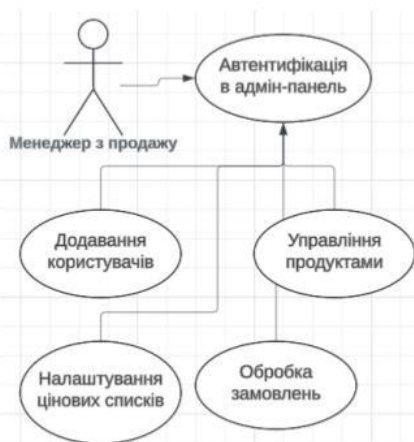 Автентифікація
в адмін-панель
Менеджер з продажу
Додавання
користувачів
Управління
продуктами
Налаштування
цінових списків
Обробка
замовлень